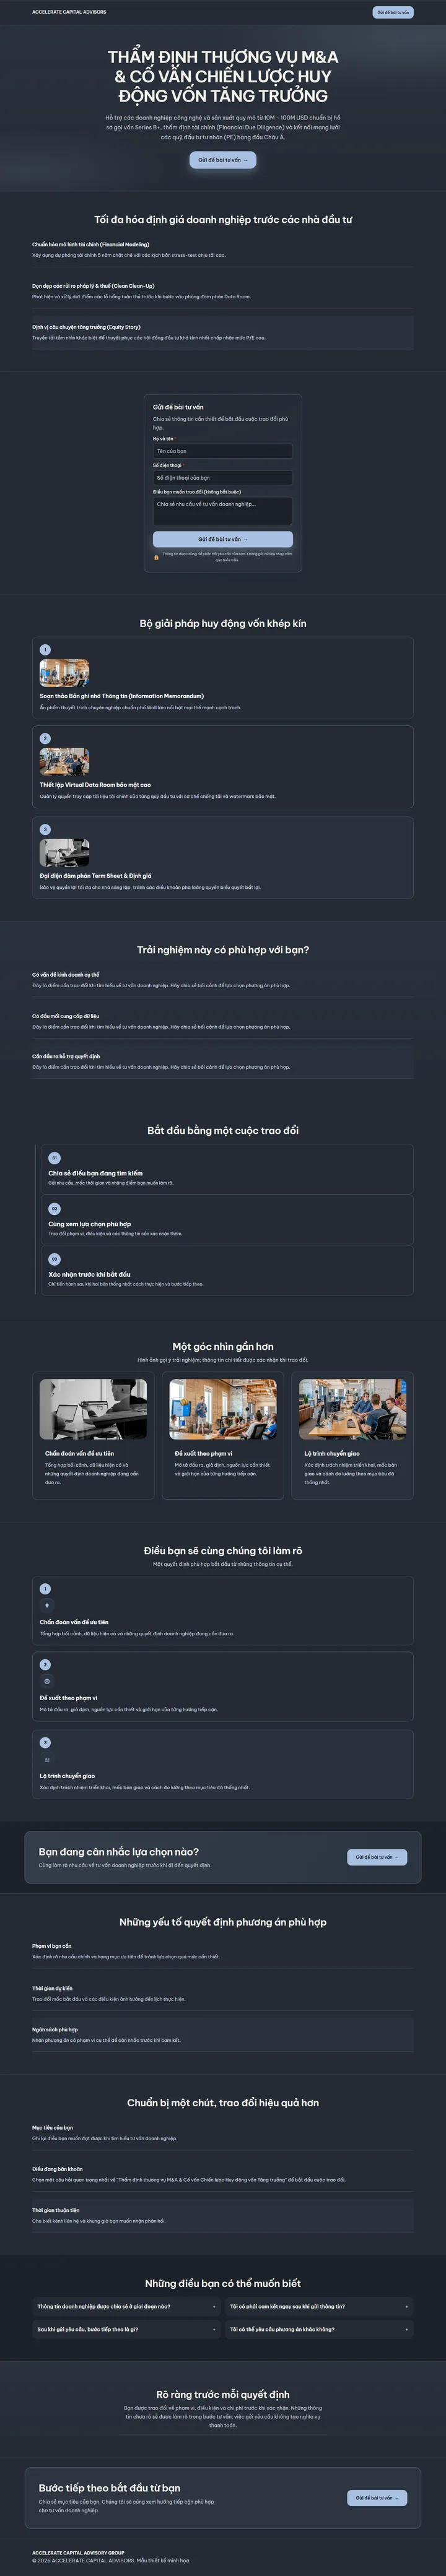 ACCELERATE CAPITAL ADVISORS
Gửi đề bài tư vấn
THẨM ĐỊNH THƯƠNG VỤ M&A
& CỐ VẤN CHIẾN LƯỢC HUY
ĐỘNG VỐN TĂNG TRƯỞNG
Hỗ trợ các doanh nghiệp công nghệ và sản xuất quy mô từ 10M - 100M USD chuẩn bị hồ
sơ gọi vốn Series B+, thẩm định tài chính (Financial Due Diligence) và kết nối mạng lưới
các quỹ đầu tư tư nhân (PE) hàng đầu Châu Á.
Gửi đề bài tư vấn →
Tối đa hóa định giá doanh nghiệp trước các nhà đầu tư
Chuẩn hóa mô hình tài chính (Financial Modeling)
Xây dựng dự phóng tài chính 5 năm chặt chẽ với các kịch bản stress-test chịu tải cao.
Dọn dẹp các rủi ro pháp lý & thuế (Clean Clean-Up)
Phát hiện và xử lý dứt điểm các lỗ hổng tuân thủ trước khi bước vào phòng đàm phán Data Room.
Định vị câu chuyện tăng trưởng (Equity Story)
Truyền tải tầm nhìn khác biệt để thuyết phục các hội đồng đầu tư khó tính nhất chấp nhận mức P/E cao.
Gửi đề bài tư vấn
Chia sẻ thông tin cần thiết để bắt đầu cuộc trao đổi phù
hợp.
Họ và tên *
Tên của bạn
Số điện thoại *
Số điện thoại của bạn
Điều bạn muốn trao đổi (không bắt buộc)
Chia sẻ nhu cầu về tư vấn doanh nghiệp...
Gửi đề bài tư vấn →
Thông tin được dùng để phản hồi yêu cầu của bạn. Không gửi dữ liệu nhạy cảm
qua biểu mẫu.
Bộ giải pháp huy động vốn khép kín
1
Soạn thảo Bản ghi nhớ Thông tin (Information Memorandum)
Ấn phẩm thuyết trình chuyên nghiệp chuẩn phố Wall làm nổi bật mọi thế mạnh cạnh tranh.
2
Thiết lập Virtual Data Room bảo mật cao
Quản lý quyền truy cập tài liệu tài chính của từng quỹ đầu tư với cơ chế chống tải và watermark bảo mật.
3
Đại diện đàm phán Term Sheet & Định giá
Bảo vệ quyền lợi tối đa cho nhà sáng lập, tránh các điều khoản pha loãng quyền biểu quyết bất lợi.
Trải nghiệm này có phù hợp với bạn?
Có vấn đề kinh doanh cụ thể
Đây là điểm cần trao đổi khi tìm hiểu về tư vấn doanh nghiệp. Hãy chia sẻ bối cảnh để lựa chọn phương án phù hợp.
Có đầu mối cung cấp dữ liệu
Đây là điểm cần trao đổi khi tìm hiểu về tư vấn doanh nghiệp. Hãy chia sẻ bối cảnh để lựa chọn phương án phù hợp.
Cần đầu ra hỗ trợ quyết định
Đây là điểm cần trao đổi khi tìm hiểu về tư vấn doanh nghiệp. Hãy chia sẻ bối cảnh để lựa chọn phương án phù hợp.
Bắt đầu bằng một cuộc trao đổi
01
Chia sẻ điều bạn đang tìm kiếm
Gửi nhu cầu, mốc thời gian và những điểm bạn muốn làm rõ.
02
Cùng xem lựa chọn phù hợp
Trao đổi phạm vi, điều kiện và các thông tin cần xác nhận thêm.
03
Xác nhận trước khi bắt đầu
Chỉ tiến hành sau khi hai bên thống nhất cách thực hiện và bước tiếp theo.
Một góc nhìn gần hơn
Hình ảnh gợi ý trải nghiệm; thông tin chi tiết được xác nhận khi trao đổi.
Chẩn đoán vấn đề ưu tiên
Tổng hợp bối cảnh, dữ liệu hiện có và
những quyết định doanh nghiệp đang cần
đưa ra.
Đề xuất theo phạm vi
Mô tả đầu ra, giả định, nguồn lực cần thiết
và giới hạn của từng hướng tiếp cận.
Lộ trình chuyển giao
Xác định trách nhiệm triển khai, mốc bàn
giao và cách đo lường theo mục tiêu đã
thống nhất.
Điều bạn sẽ cùng chúng tôi làm rõ
Một quyết định phù hợp bắt đầu từ những thông tin cụ thể.
1
Chẩn đoán vấn đề ưu tiên
Tổng hợp bối cảnh, dữ liệu hiện có và những quyết định doanh nghiệp đang cần đưa ra.
2
Đề xuất theo phạm vi
Mô tả đầu ra, giả định, nguồn lực cần thiết và giới hạn của từng hướng tiếp cận.
3
Lộ trình chuyển giao
Xác định trách nhiệm triển khai, mốc bàn giao và cách đo lường theo mục tiêu đã thống nhất.
Bạn đang cân nhắc lựa chọn nào?
Cùng làm rõ nhu cầu về tư vấn doanh nghiệp trước khi đi đến quyết định.
Gửi đề bài tư vấn →
Những yếu tố quyết định phương án phù hợp
Phạm vi bạn cần
Xác định rõ nhu cầu chính và hạng mục ưu tiên để tránh lựa chọn quá mức cần thiết.
Thời gian dự kiến
Trao đổi mốc bắt đầu và các điều kiện ảnh hưởng đến lịch thực hiện.
Ngân sách phù hợp
Nhận phương án có phạm vi cụ thể để cân nhắc trước khi cam kết.
Chuẩn bị một chút, trao đổi hiệu quả hơn
Mục tiêu của bạn
Ghi lại điều bạn muốn đạt được khi tìm hiểu tư vấn doanh nghiệp.
Điều đang băn khoăn
Chọn một câu hỏi quan trọng nhất về "Thẩm định thương vụ M&A & Cố vấn Chiến lược Huy động vốn Tăng trưởng" để bắt đầu cuộc trao đổi.
Thời gian thuận tiện
Cho biết kênh liên hệ và khung giờ bạn muốn nhận phản hồi.
Những điều bạn có thể muốn biết
Thông tin doanh nghiệp được chia sẻ ở giai đoạn nào? +
Tôi có phải cam kết ngay sau khi gửi thông tin? +
Sau khi gửi yêu cầu, bước tiếp theo là gì? +
Tôi có thể yêu cầu phương án khác không? +
Rõ ràng trước mỗi quyết định
Bạn được trao đổi về phạm vi, điều kiện và chi phí trước khi xác nhận. Những thông
tin chưa rõ sẽ được làm rõ trong bước tư vấn; việc gửi yêu cầu không tạo nghĩa vụ
thanh toán.
Bước tiếp theo bắt đầu từ bạn
Chia sẻ mục tiêu của bạn. Chúng tôi sẽ cùng xem hướng tiếp cận phù hợp
cho tư vấn doanh nghiệp.
Gửi đề bài tư vấn →
ACCELERATE CAPITAL ADVISORY GROUP
© 2026 ACCELERATE CAPITAL ADVISORS. Mẫu thiết kế minh họa.